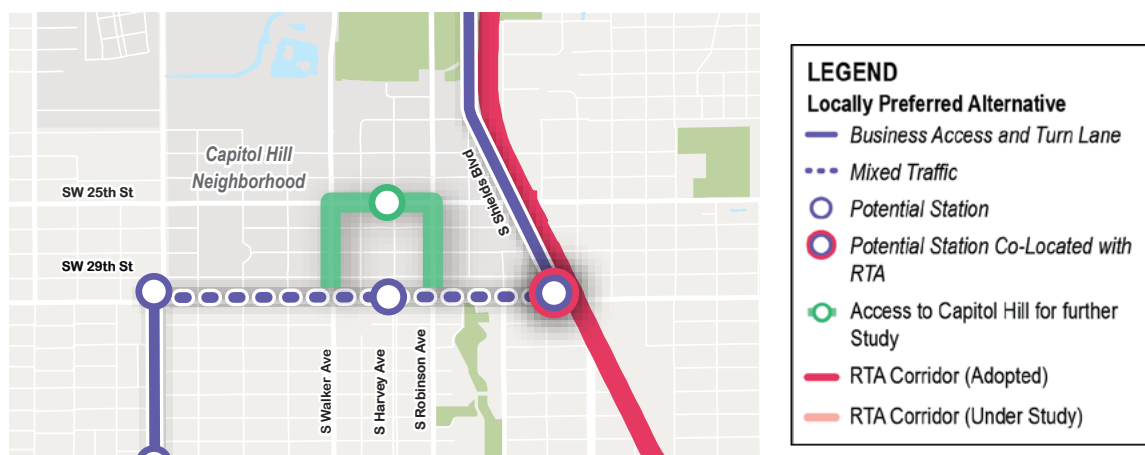 Capitol Hill
Neighborhood
SW 25th St
SW 29th St
S Shields Blvd
S Walker Ave
S Harvey Ave
S Robinson Ave
LEGEND
Locally Preferred Alternative
Business Access and Turn Lane
Mixed Traffic
Potential Station
Potential Station Co-Located with
RTA
Access to Capitol Hill for further
Study
RTA Corridor (Adopted)
RTA Corridor (Under Study)